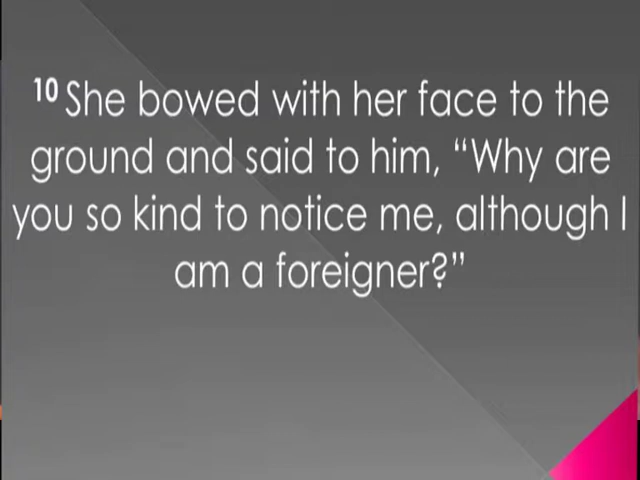 10 She bowed with her face to the
ground and said to him, “Why are
you so kind to notice me, although I
am a foreigner?”